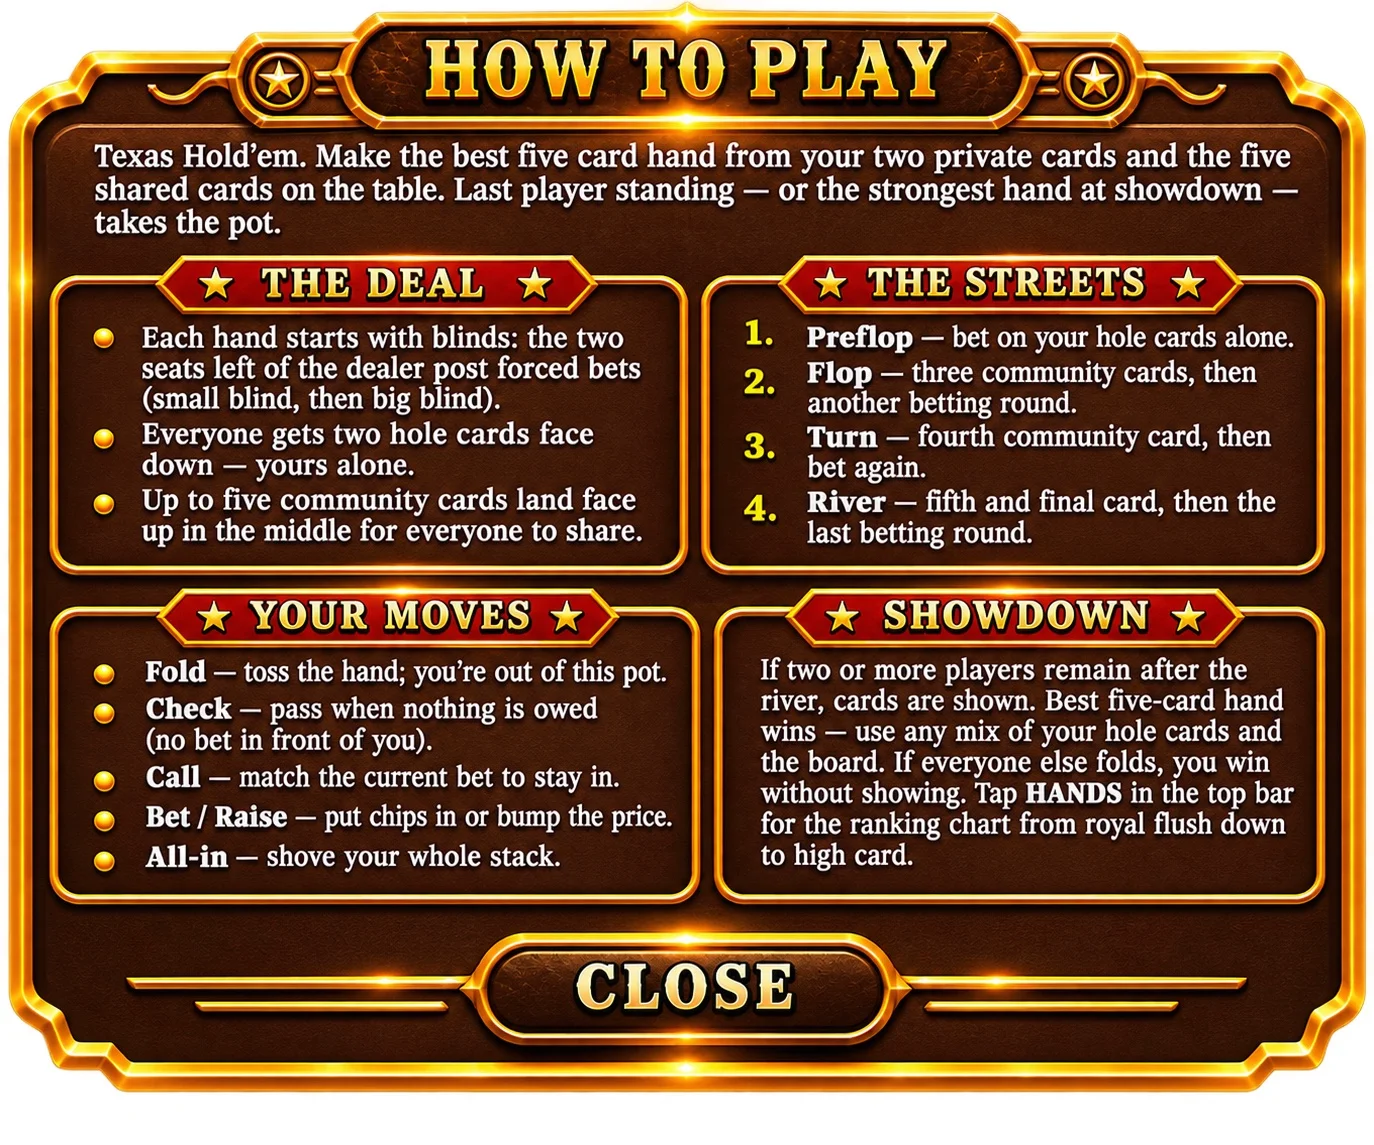 HOW TO PLAY
Texas Hold’em. Make the best five card hand from your two private cards and the five
shared cards on the table. Last player standing — or the strongest hand at showdown —
takes the pot.
THE DEAL
Each hand starts with blinds: the two
seats left of the dealer post forced bets
(small blind, then big blind).
Everyone gets two hole cards face
down — yours alone.
Up to five community cards land face
up in the middle for everyone to share.
THE STREETS
1. Preflop — bet on your hole cards alone.
2. Flop — three community cards, then
another betting round.
3. Turn — fourth community card, then
bet again.
4. River — fifth and final card, then the
last betting round.
YOUR MOVES
Fold — toss the hand; you’re out of this pot.
Check — pass when nothing is owed
(no bet in front of you).
Call — match the current bet to stay in.
Bet / Raise — put chips in or bump the price.
All-in — shove your whole stack.
SHOWDOWN
If two or more players remain after the
river, cards are shown. Best five-card hand
wins — use any mix of your hole cards and
the board. If everyone else folds, you win
without showing. Tap HANDS in the top bar
for the ranking chart from royal flush down
to high card.
CLOSE